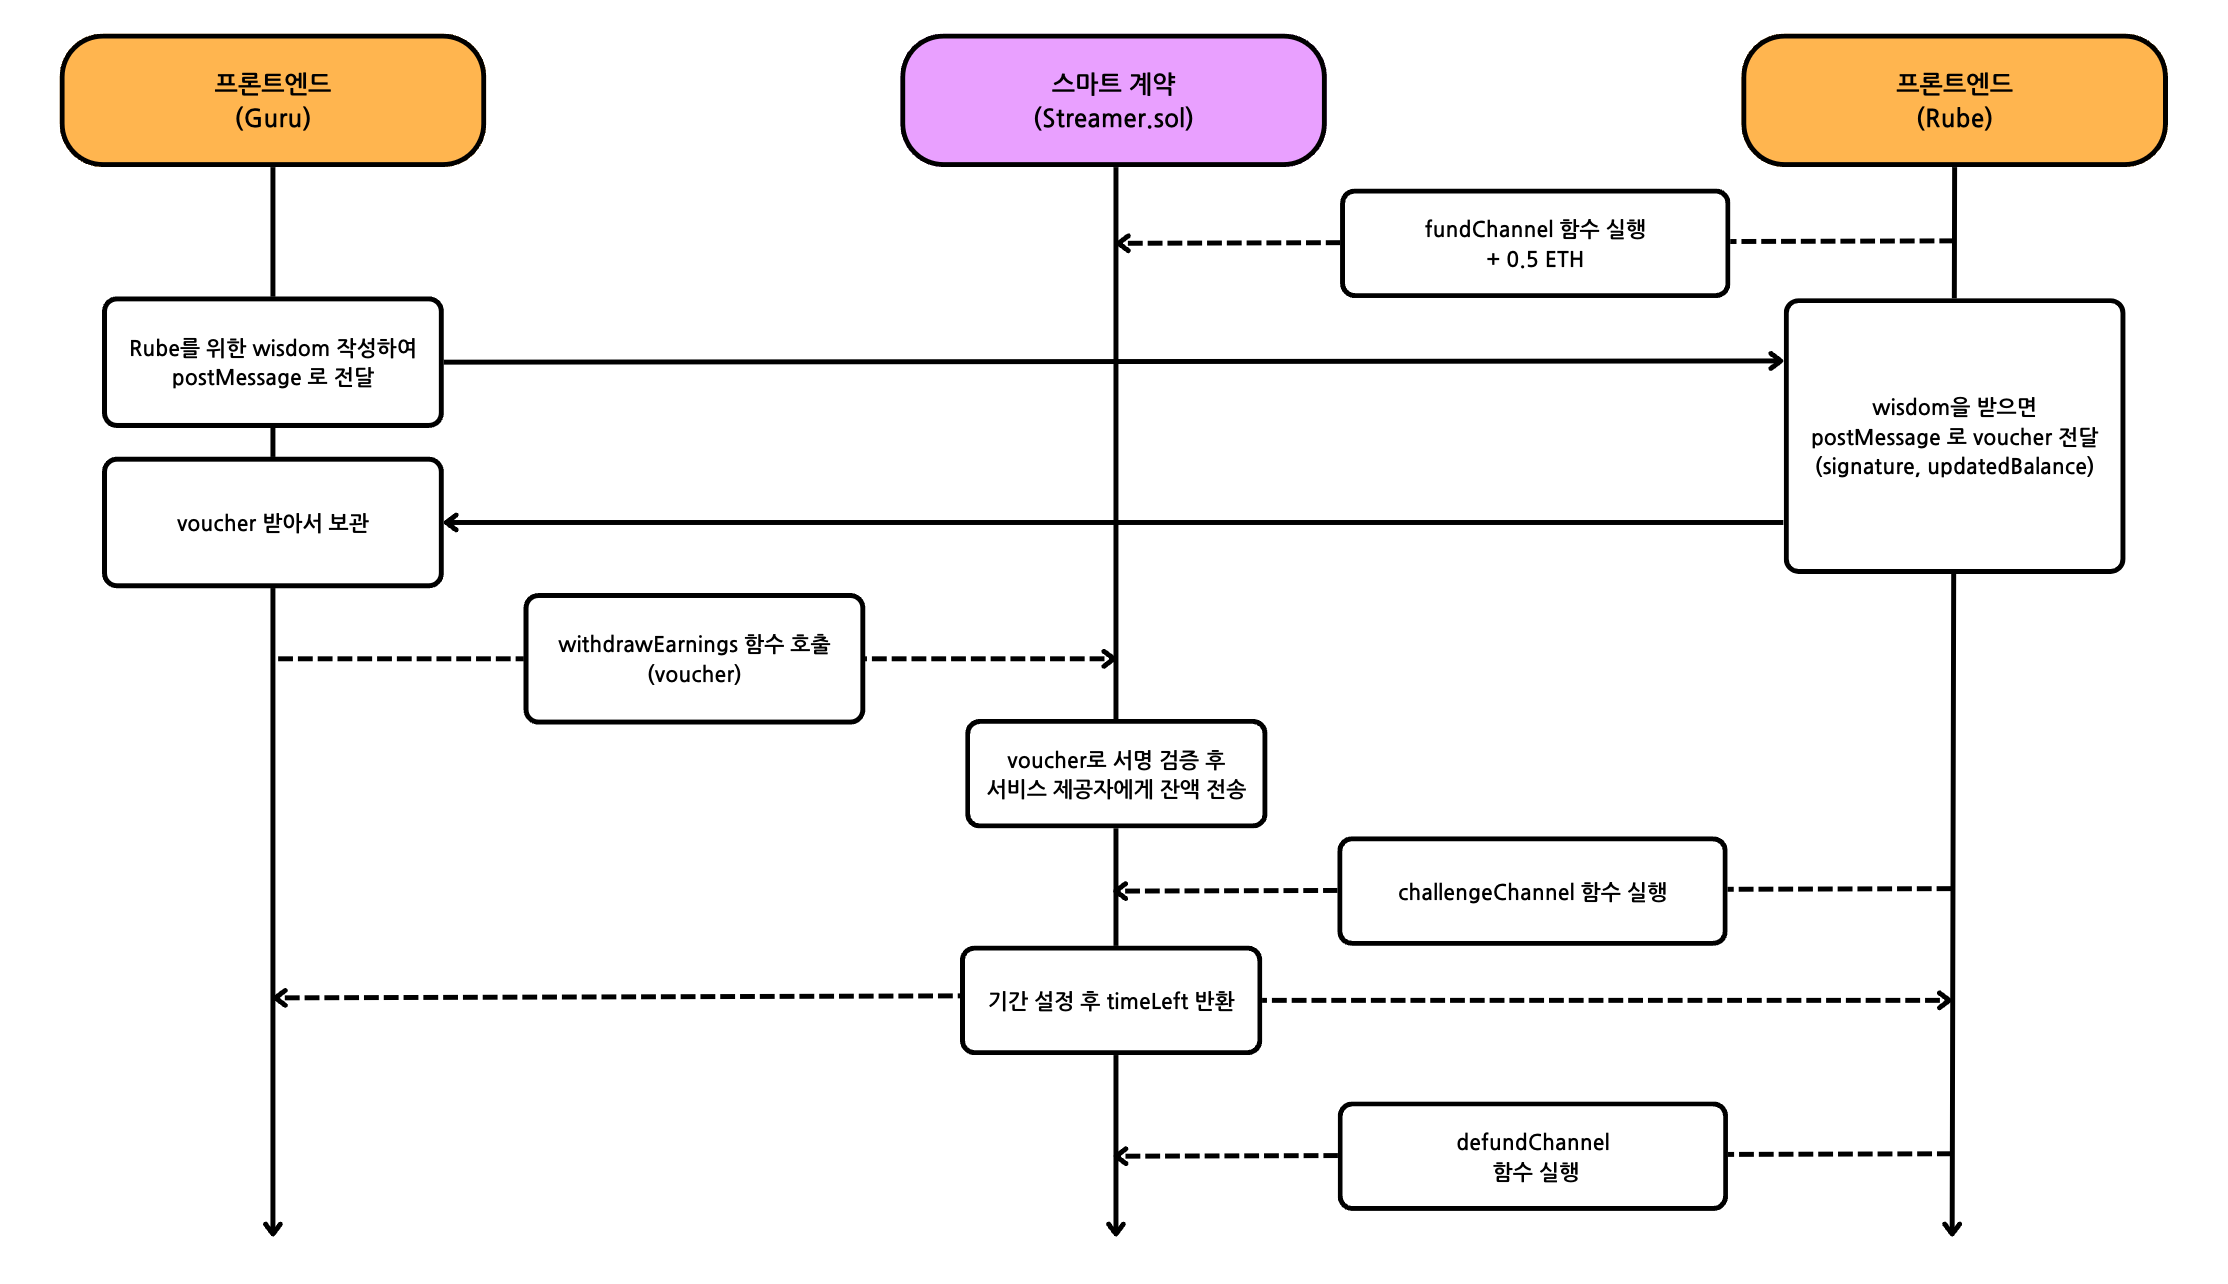 프론트엔드
(Guru)
스마트 계약
(Streamer.sol)
프론트엔드
(Rube)
fundChannel 함수 실행
+ 0.5 ETH
Rube를 위한 wisdom 작성하여
postMessage 로 전달
wisdom을 받으면
postMessage 로 voucher 전달
(signature, updatedBalance)
voucher 받아서 보관
withdrawEarnings 함수 호출
(voucher)
voucher로 서명 검증 후
서비스 제공자에게 잔액 전송
challengeChannel 함수 실행
기간 설정 후 timeLeft 반환
defundChannel
함수 실행